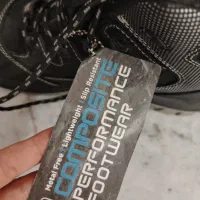 Metal Free · Lightweight · Slip Resistant
COMPOSITE
PERFORMANCE
FOOTWEAR